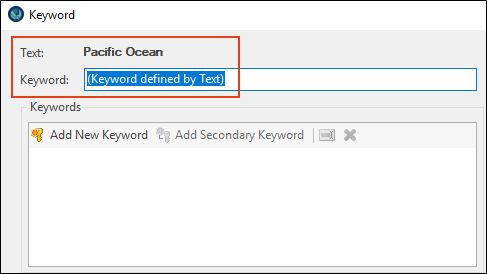 Keyword
Text: Pacific Ocean
Keyword: (Keyword defined by Text)
Keywords
Add New Keyword Add Secondary Keyword